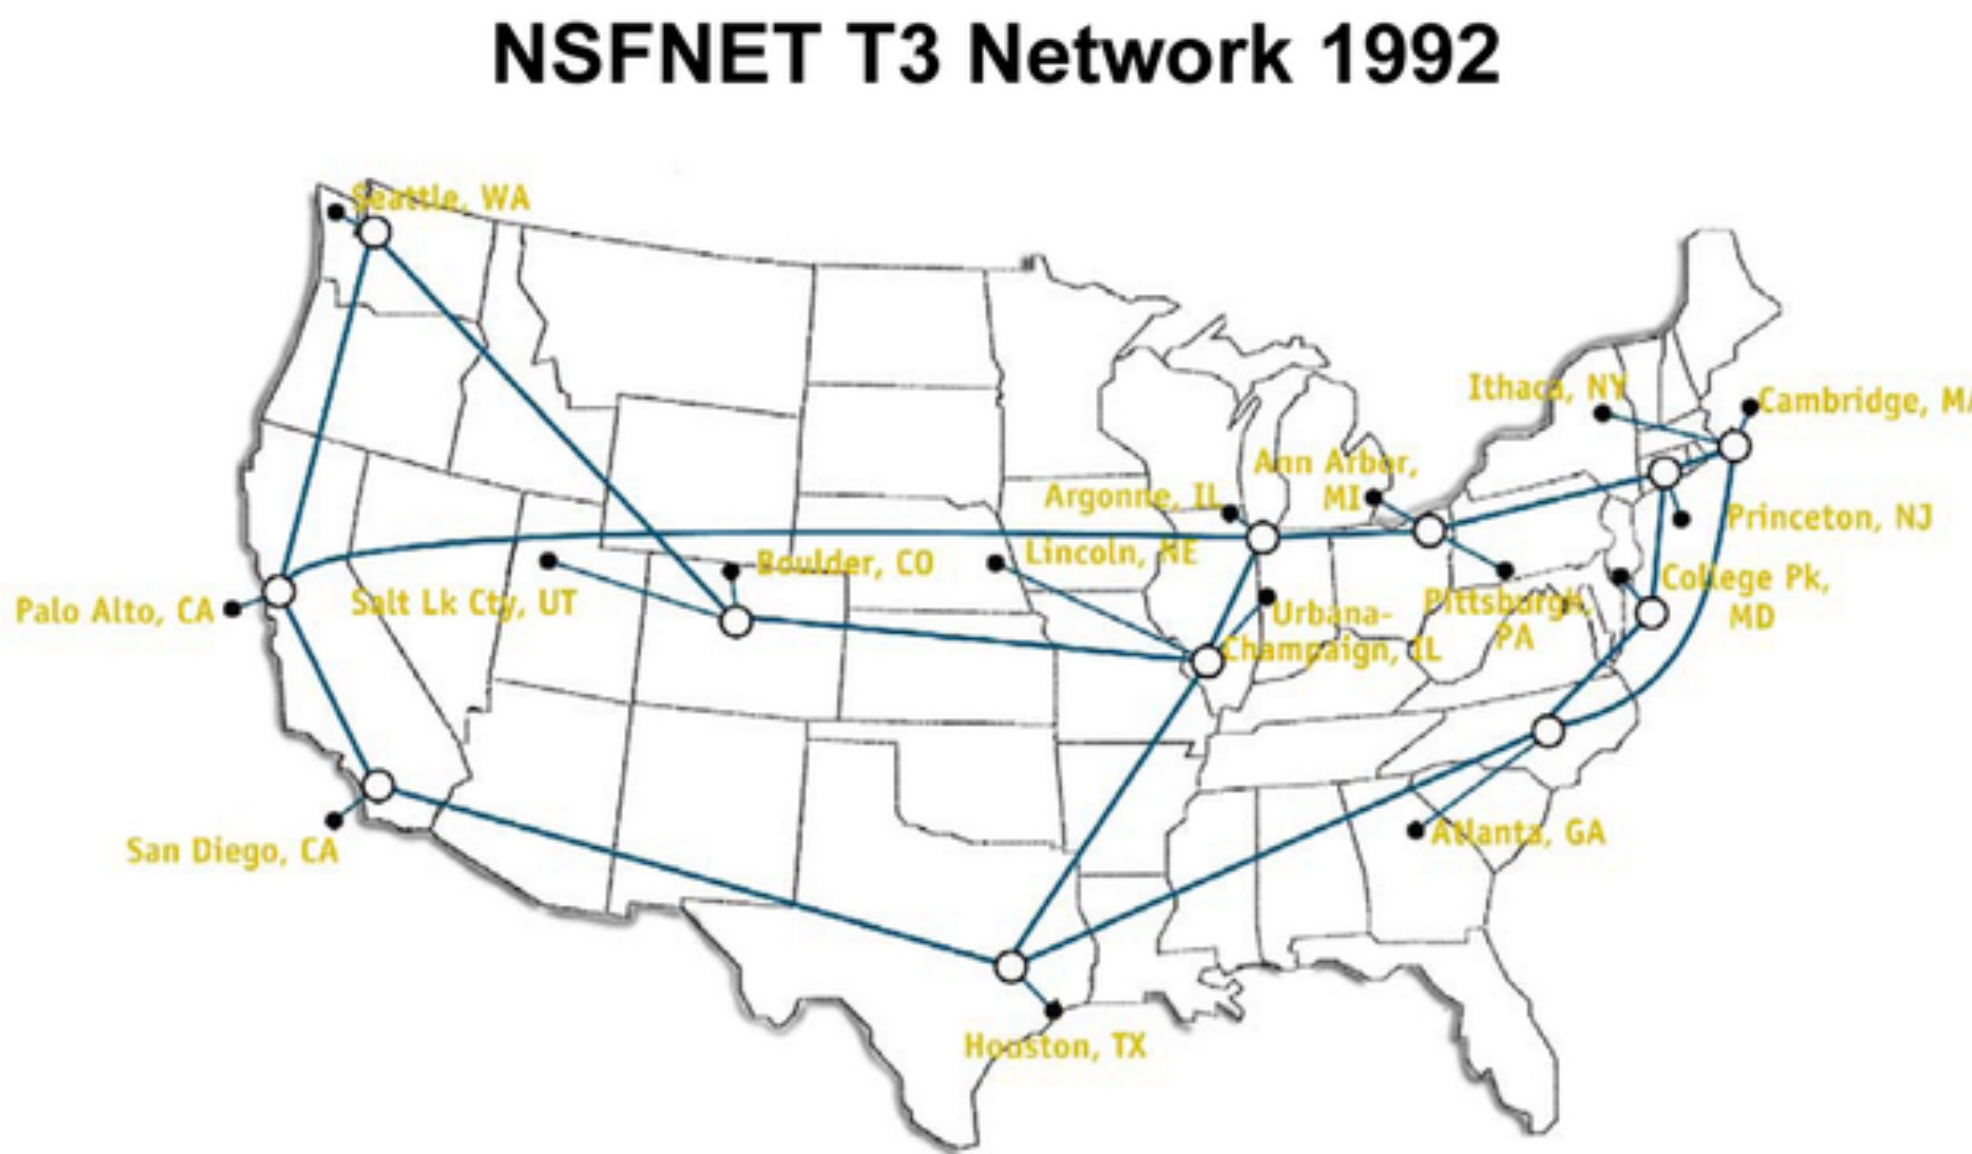 NSFNET T3 Network 1992
Seattle, WA
Ithaca, NY
Cambridge, MA
Ann Arbor,
MI
Argonne, IL
Princeton, NJ
Lincoln, NE
Boulder, CO
College Pk,
MD
Salt Lk Cty, UT
Palo Alto, CA
Pittsburgh,
PA
Urbana-
Champaign, IL
Atlanta, GA
San Diego, CA
Houston, TX